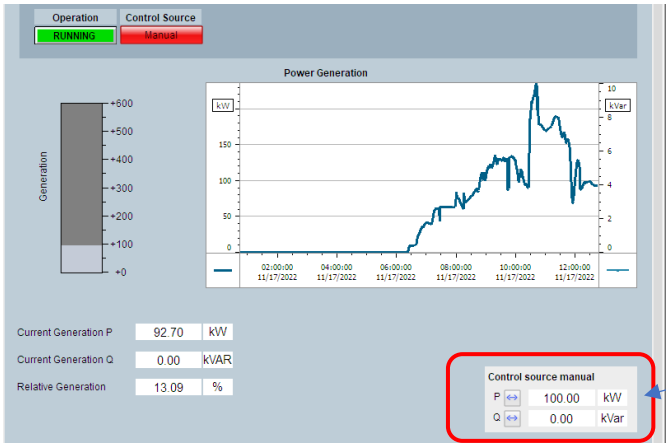 Operation Control Source
RUNNING Manual
Power Generation
Generation
+600
+500
+400
+300
+200
+100
+0
kW
150
100
50
0
kVar
10
8
6
4
2
0
02:00:00 04:00:00 06:00:00 08:00:00 10:00:00 12:00:00
11/17/2022 11/17/2022 11/17/2022 11/17/2022 11/17/2022 11/17/2022
Current Generation P 92.70 kW
Current Generation Q 0.00 kVAR
Relative Generation 13.09 %
Control source manual
P ↔ 100.00 kW
Q ↔ 0.00 kVar